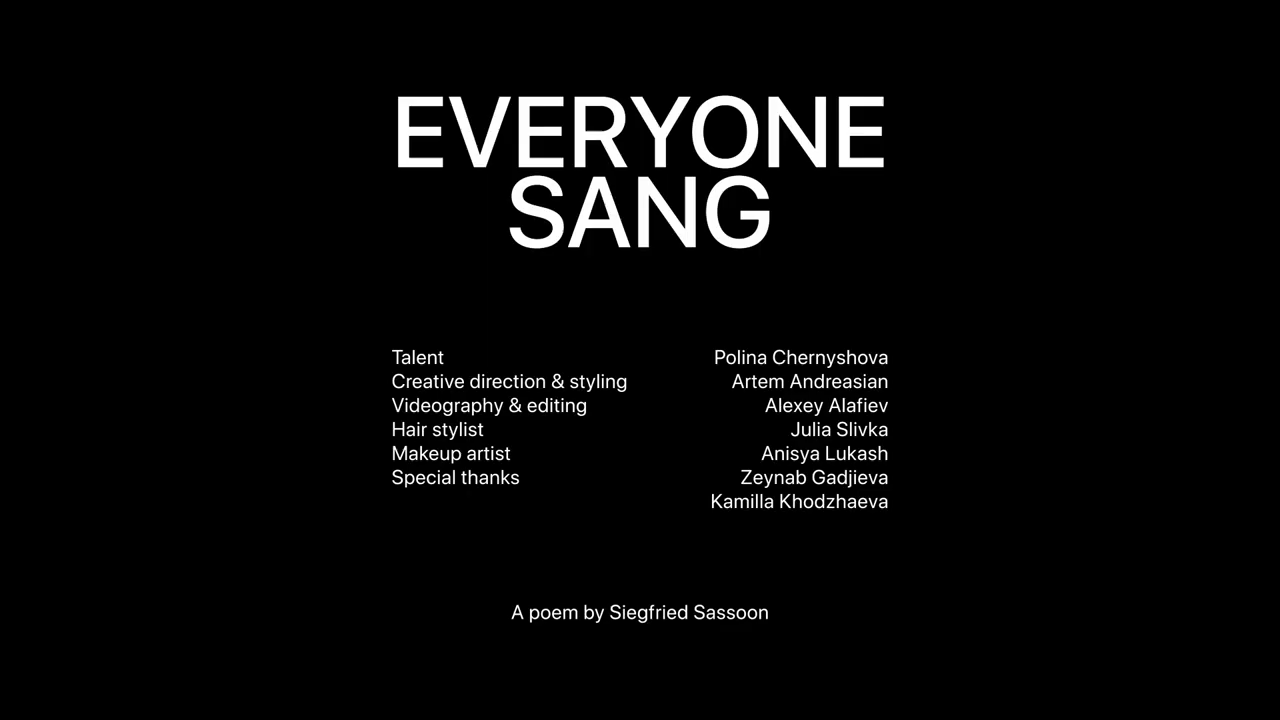 EVERYONE
SANG
Talent Polina Chernyshova
Creative direction & styling Artem Andreasian
Videography & editing Alexey Alafiev
Hair stylist Julia Slivka
Makeup artist Anisya Lukash
Special thanks Zeynab Gadjieva
Kamilla Khodzhaeva
A poem by Siegfried Sassoon